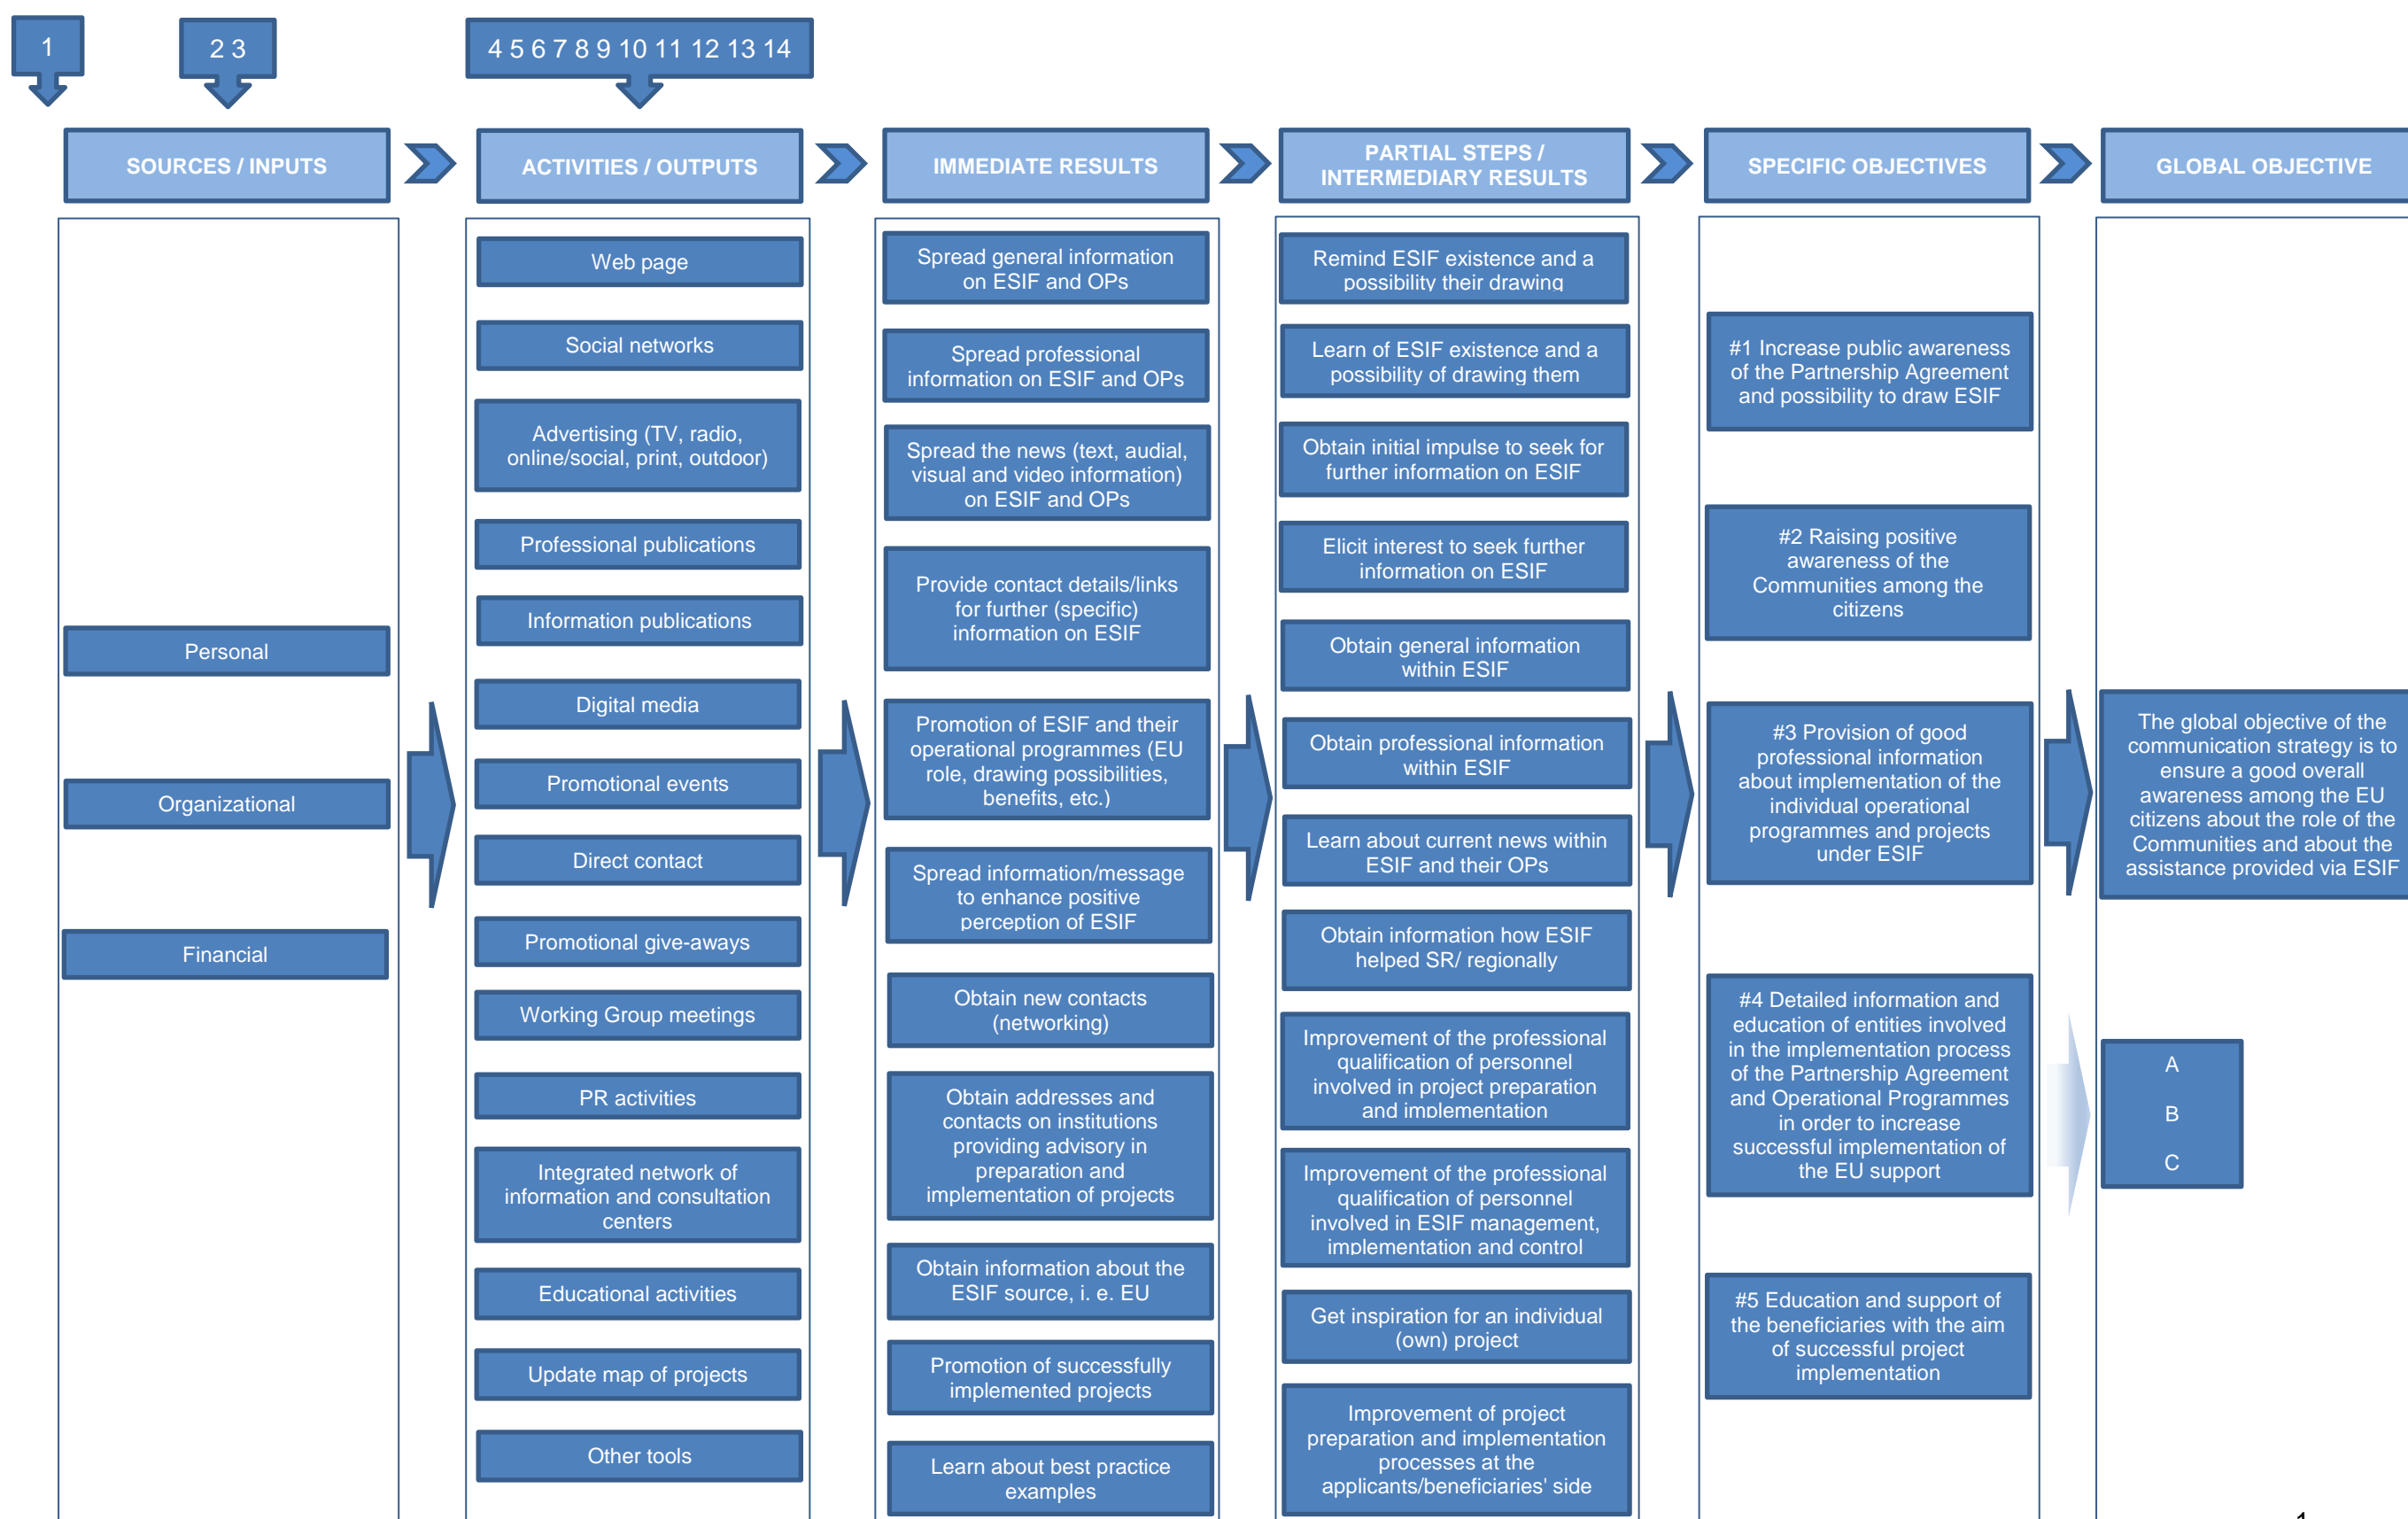 1
2 3
4 5 6 7 8 9 10 11 12 13 14
SOURCES / INPUTS
ACTIVITIES / OUTPUTS
IMMEDIATE RESULTS
PARTIAL STEPS /
INTERMEDIARY RESULTS
SPECIFIC OBJECTIVES
GLOBAL OBJECTIVE
Personal
Organizational
Financial
Web page
Social networks
Advertising (TV, radio,
online/social, print, outdoor)
Professional publications
Information publications
Digital media
Promotional events
Direct contact
Promotional give-aways
Working Group meetings
PR activities
Integrated network of
information and consultation
centers
Educational activities
Update map of projects
Other tools
Spread general information
on ESIF and OPs
Spread professional
information on ESIF and OPs
Spread the news (text, audial,
visual and video information)
on ESIF and OPs
Provide contact details/links
for further (specific)
information on ESIF
Promotion of ESIF and their
operational programmes (EU
role, drawing possibilities,
benefits, etc.)
Spread information/message
to enhance positive
perception of ESIF
Obtain new contacts
(networking)
Obtain addresses and
contacts on institutions
providing advisory in
preparation and
implementation of projects
Obtain information about the
ESIF source, i. e. EU
Promotion of successfully
implemented projects
Learn about best practice
examples
Remind ESIF existence and a
possibility their drawing
Learn of ESIF existence and a
possibility of drawing them
Obtain initial impulse to seek for
further information on ESIF
Elicit interest to seek further
information on ESIF
Obtain general information
within ESIF
Obtain professional information
within ESIF
Learn about current news within
ESIF and their OPs
Obtain information how ESIF
helped SR/ regionally
Improvement of the professional
qualification of personnel
involved in project preparation
and implementation
Improvement of the professional
qualification of personnel
involved in ESIF management,
implementation and control
Get inspiration for an individual
(own) project
Improvement of project
preparation and implementation
processes at the
applicants/beneficiaries' side
#1 Increase public awareness
of the Partnership Agreement
and possibility to draw ESIF
#2 Raising positive
awareness of the
Communities among the
citizens
#3 Provision of good
professional information
about implementation of the
individual operational
programmes and projects
under ESIF
#4 Detailed information and
education of entities involved
in the implementation process
of the Partnership Agreement
and Operational Programmes
in order to increase
successful implementation of
the EU support
#5 Education and support of
the beneficiaries with the aim
of successful project
implementation
The global objective of the
communication strategy is to
ensure a good overall
awareness among the EU
citizens about the role of the
Communities and about the
assistance provided via ESIF
A
B
C
1